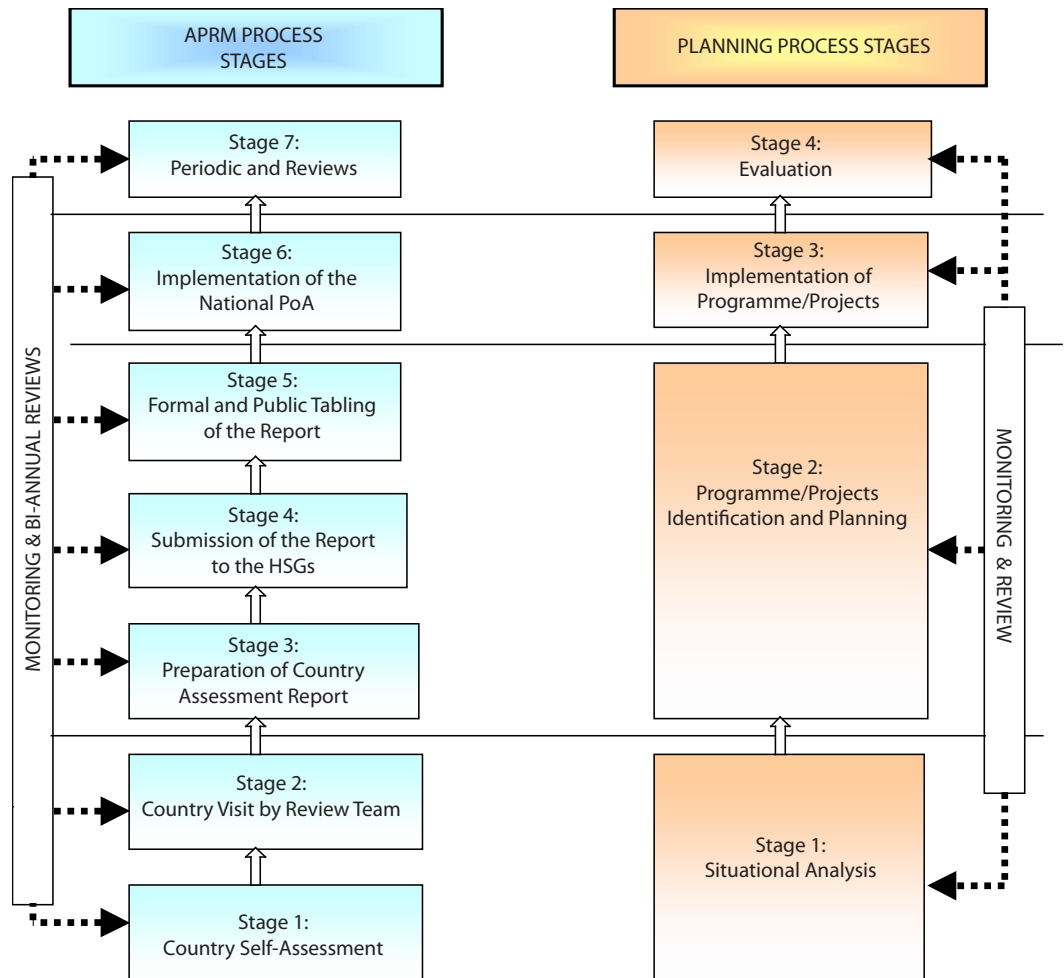 APRM PROCESS
STAGES
PLANNING PROCESS STAGES
MONITORING & BI-ANNUAL REVIEWS
Stage 7:
Periodic and Reviews
Stage 6:
Implementation of the
National PoA
Stage 5:
Formal and Public Tabling
of the Report
Stage 4:
Submission of the Report
to the HSGs
Stage 3:
Preparation of Country
Assessment Report
Stage 2:
Country Visit by Review Team
Stage 1:
Country Self-Assessment
Stage 4:
Evaluation
Stage 3:
Implementation of
Programme/Projects
Stage 2:
Programme/Projects
Identification and Planning
Stage 1:
Situational Analysis
MONITORING & REVIEW